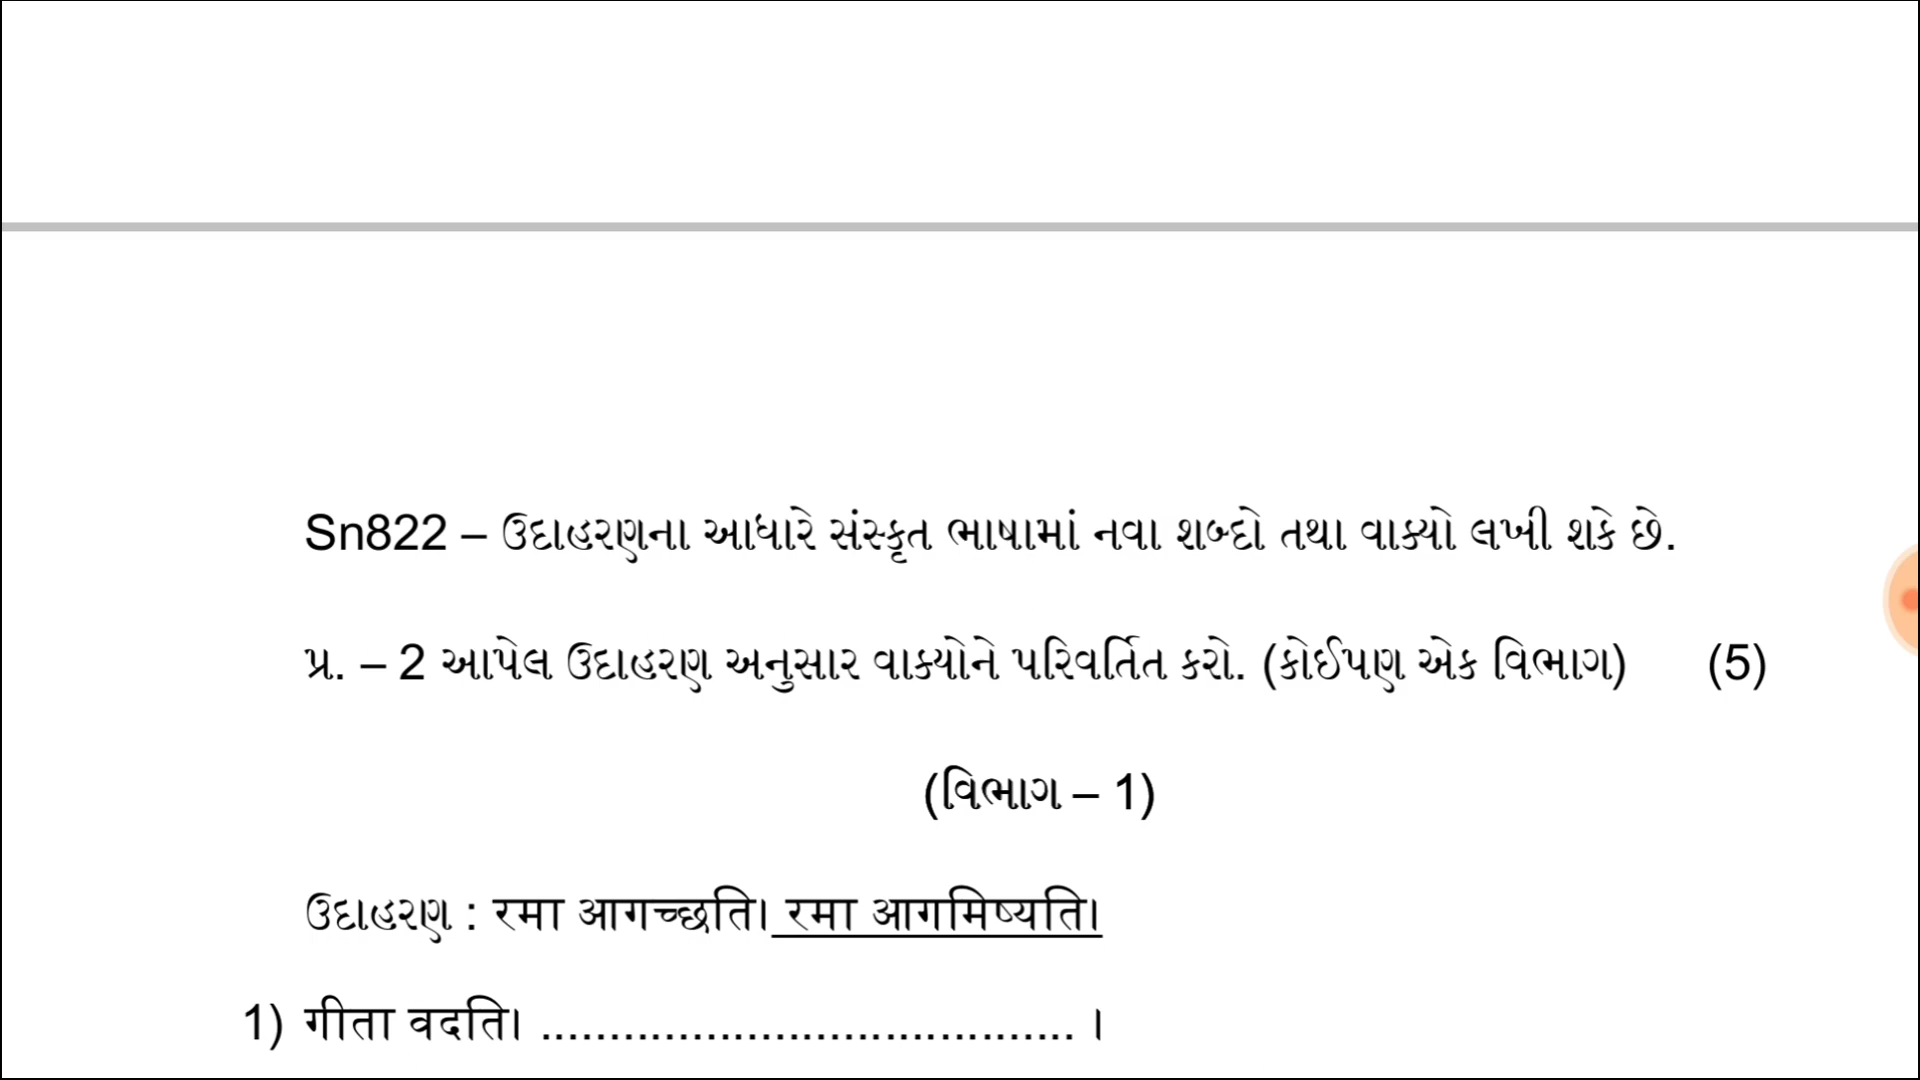 Sn822 – ઉદાહરણના આધારે સંસ્કૃત ભાષામાં નવા શબ્દો તથા વાક્યો લખી શકે છે.
પ્ર. – 2 આપેલ ઉદાહરણ અનુસાર વાક્યોને પરિવર્તિત કરો. (કોઈપણ એક વિભાગ) (5)
(વિભાગ – 1)
ઉદાહરણ : रमा आगच्छति। रमा आगमिष्यति।
1) गीता वदति। ....................................... ।